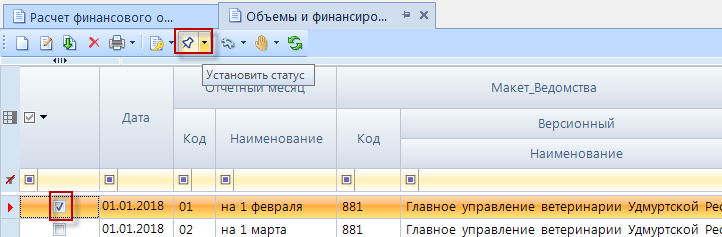 Расчет финансового о...
Объемы и финансиро...
Установить статус
Отчетный месяц
Макет_Ведомства
Дата
Версионный
Код
Наименование
Код
Наименование
01.01.2018 01 на 1 февраля 881 Главное управление ветеринарии Удмуртской Рес
01.01.2018 02 на 1 марта 881 Главное управление ветеринарии Удмуртской Рес